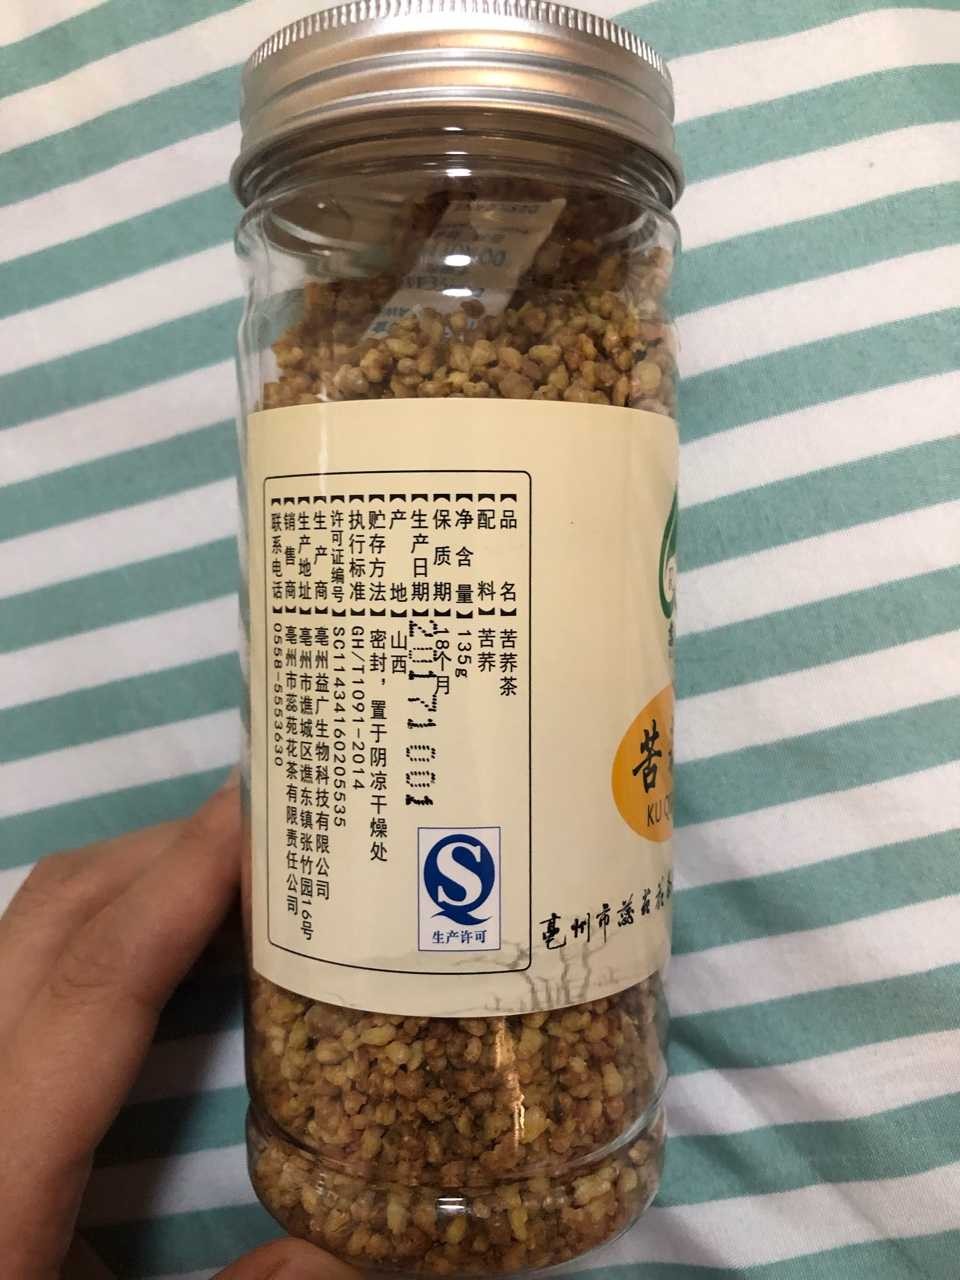 【品名】苦荞茶
【配料】苦荞
【净含量】135g
【保质期】18个月
【生产日期】20171001
【产地】山西
【贮存方法】密封，置于阴凉干燥处
【执行标准】GH/T1091-2014
【许可证编号】SC11434160205535
【生产商】亳州益广生物科技有限公司
【生产地址】亳州市谯城区谯东镇张竹园16号
【销售商】亳州市蕊苑花茶有限责任公司
【联系电话】0558-5553630
生产许可
苦
KU Q
亳州市蕊苑花